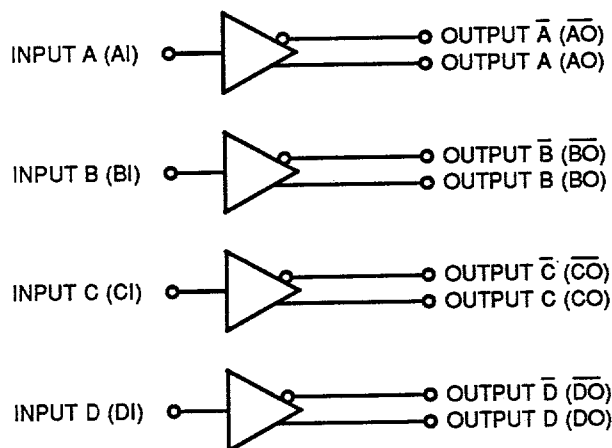 OUTPUT A̅ (A̅O̅)
INPUT A (AI)
OUTPUT A (AO)
OUTPUT B̅ (B̅O̅)
INPUT B (BI)
OUTPUT B (BO)
OUTPUT C̅ (C̅O̅)
INPUT C (CI)
OUTPUT C (CO)
OUTPUT D̅ (D̅O̅)
INPUT D (DI)
OUTPUT D (DO)